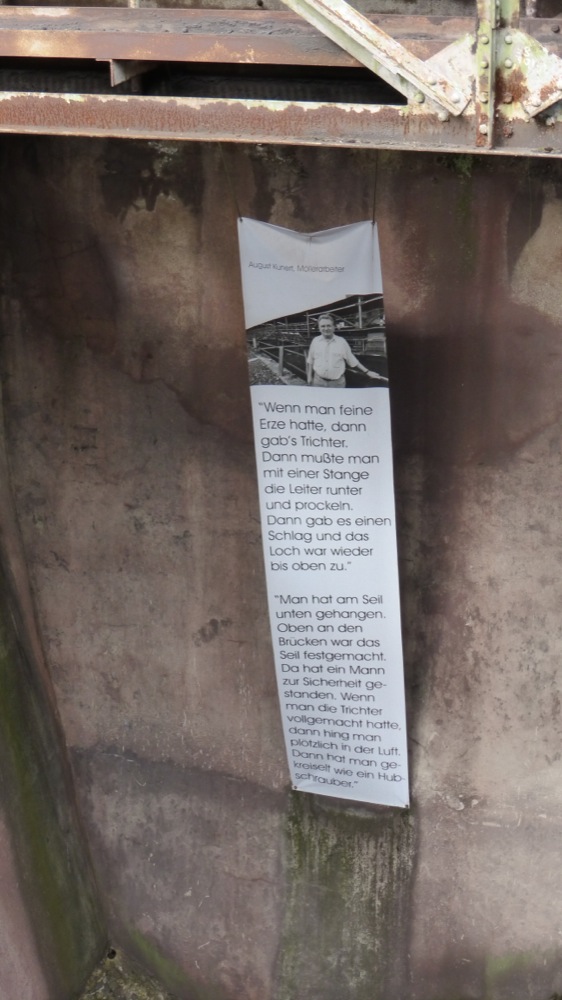 August Kunert, Möllerarbeiter
"Wenn man feine
Erze hatte, dann
gab's Trichter.
Dann mußte man
mit einer Stange
die Leiter runter
und prockeln.
Dann gab es einen
Schlag und das
Loch war wieder
bis oben zu."
"Man hat am Seil
unten gehangen.
Oben an den
Brücken war das
Seil festgemacht.
Da hat ein Mann
zur Sicherheit ge-
standen. Wenn
man die Trichter
vollgemacht hatte,
dann hing man
plötzlich in der Luft.
Dann hat man ge-
kreiselt wie ein Hub-
schrauber."